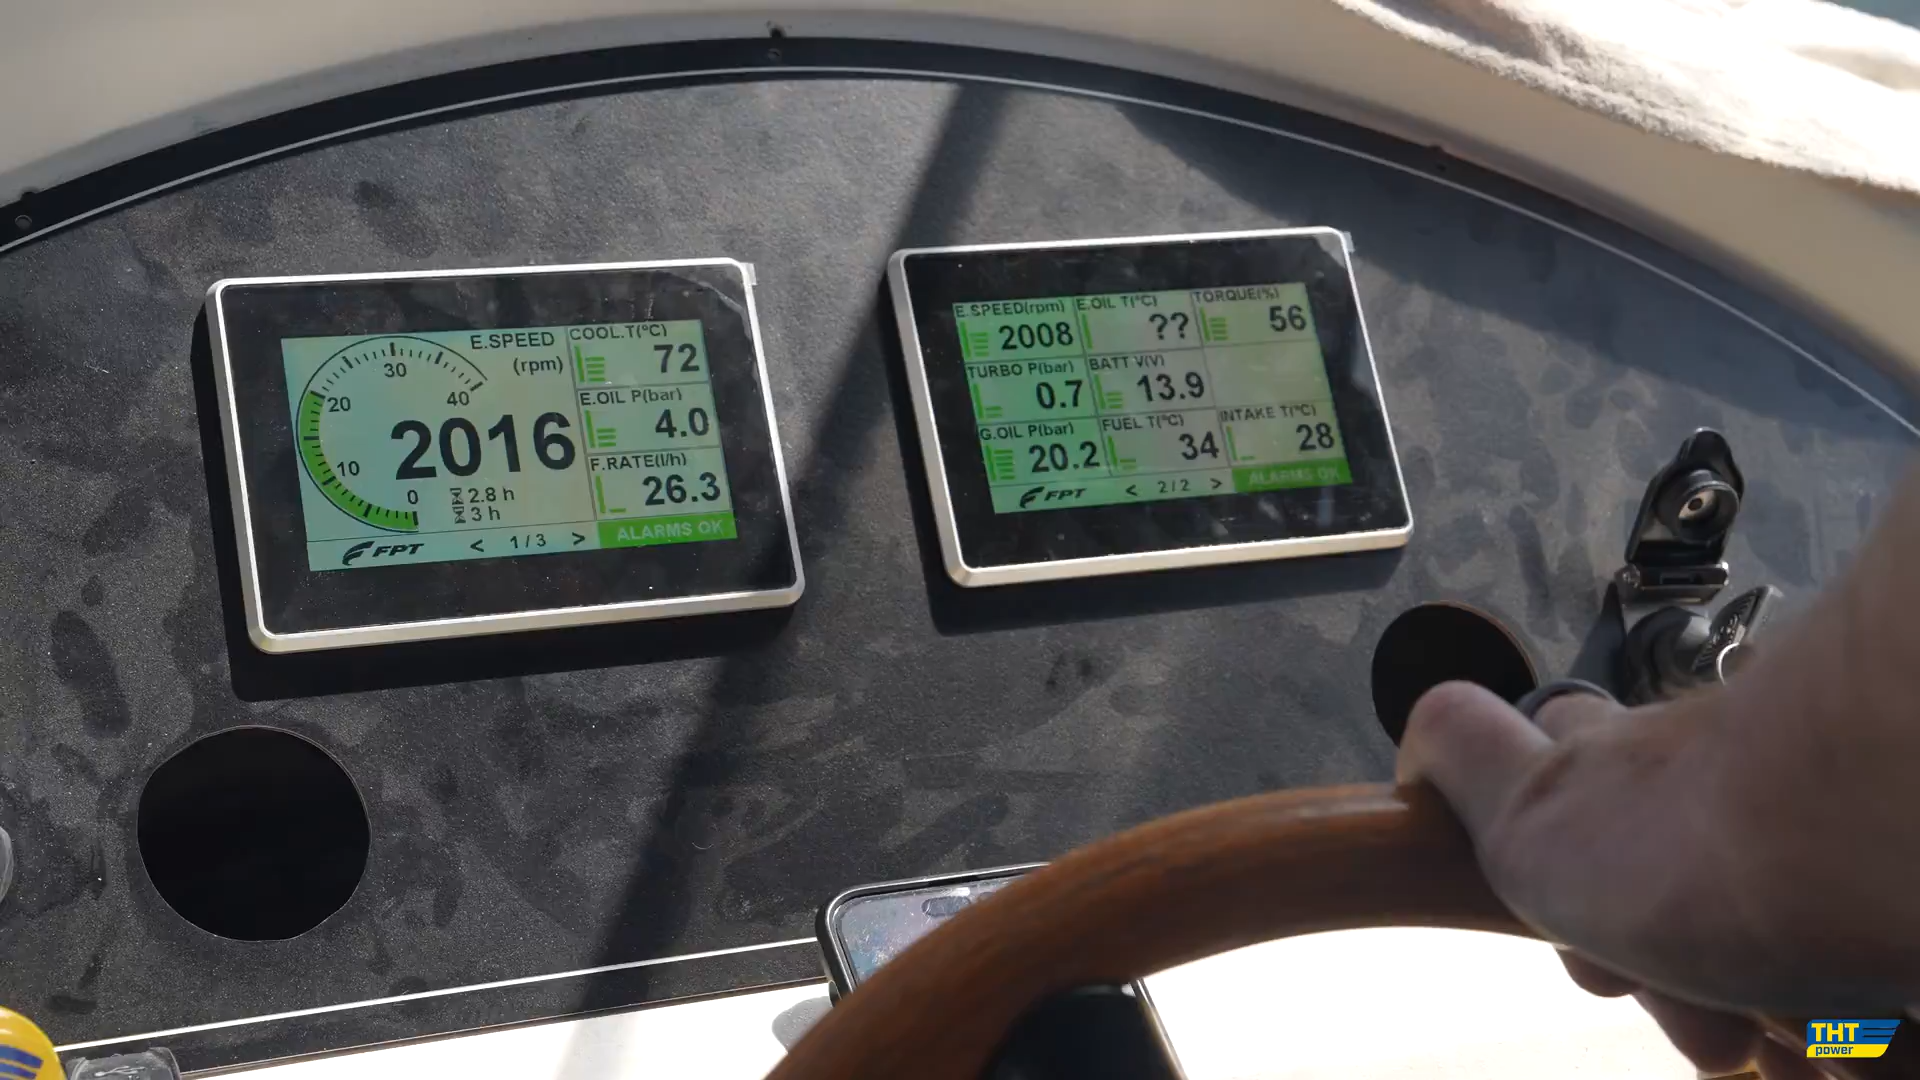 E.SPEED
(rpm)
2016
0
10
20
30
40
2.8 h
3 h
COOL.T(°C)
72
E.OIL P(bar)
4.0
F.RATE(l/h)
26.3
FPT
< 1 / 3 >
ALARMS OK
E.SPEED(rpm)
2008
E.OIL T(°C)
??
TORQUE(%)
56
TURBO P(bar)
0.7
BATT V(V)
13.9
G.OIL P(bar)
20.2
FUEL T(°C)
34
INTAKE T(°C)
28
FPT
< 2 / 2 >
ALARMS OK
THT
power